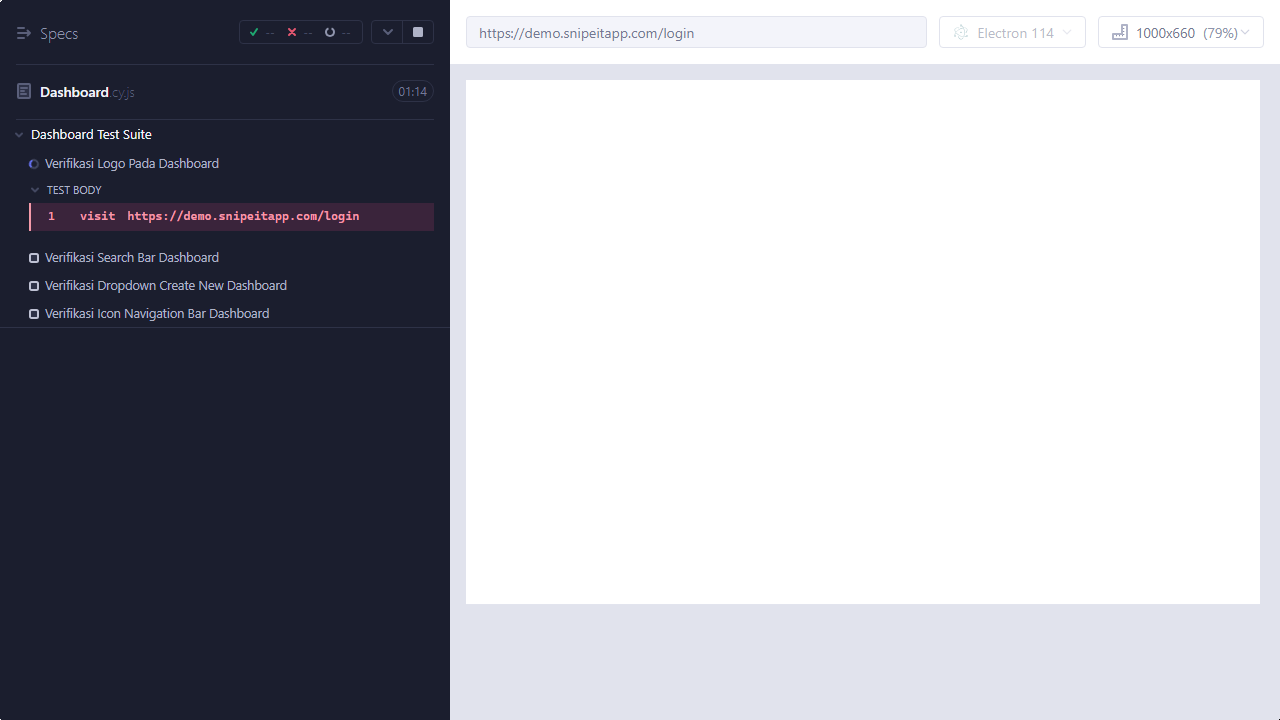 Specs
--
--
--
https://demo.snipeitapp.com/login
Electron 114
1000x660 (79%)
Dashboard.cy.js
01:14
Dashboard Test Suite
Verifikasi Logo Pada Dashboard
TEST BODY
1 visit https://demo.snipeitapp.com/login
Verifikasi Search Bar Dashboard
Verifikasi Dropdown Create New Dashboard
Verifikasi Icon Navigation Bar Dashboard